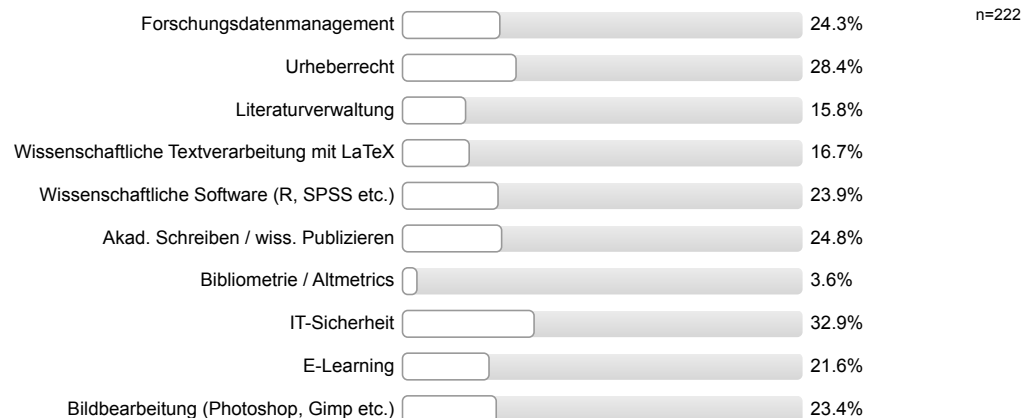 n=222
Forschungsdatenmanagement 24.3%
Urheberrecht 28.4%
Literaturverwaltung 15.8%
Wissenschaftliche Textverarbeitung mit LaTeX 16.7%
Wissenschaftliche Software (R, SPSS etc.) 23.9%
Akad. Schreiben / wiss. Publizieren 24.8%
Bibliometrie / Altmetrics 3.6%
IT-Sicherheit 32.9%
E-Learning 21.6%
Bildbearbeitung (Photoshop, Gimp etc.) 23.4%